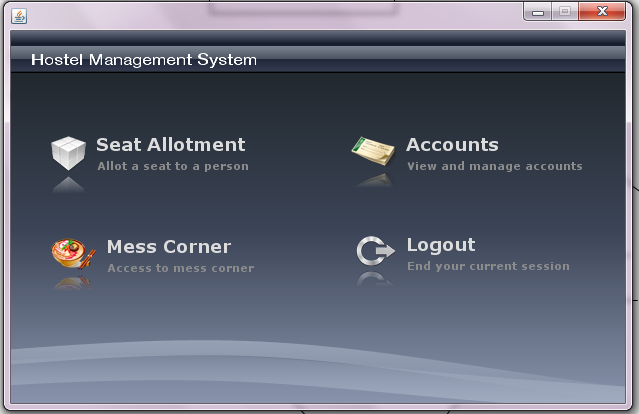 Hostel Management System
Seat Allotment
Allot a seat to a person
Accounts
View and manage accounts
Mess Corner
Access to mess corner
Logout
End your current session